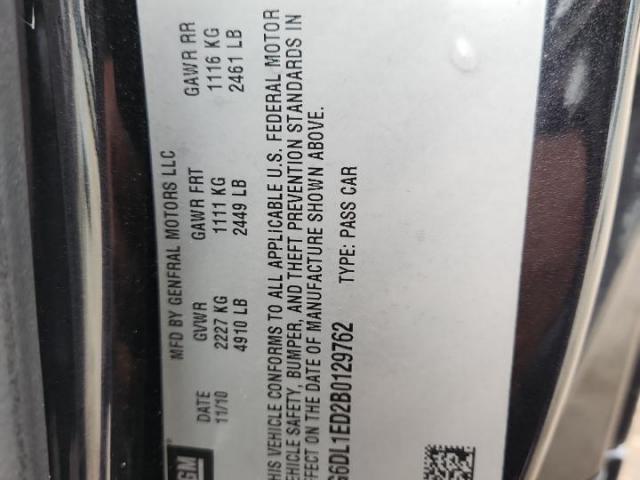 GM
MFD BY GENERAL MOTORS LLC
DATE GVWR GAWR FRT GAWR RR
11/10 2227 KG 1111 KG 1116 KG
4910 LB 2449 LB 2461 LB
HIS VEHICLE CONFORMS TO ALL APPLICABLE U.S. FEDERAL MOTOR
EHICLE SAFETY, BUMPER, AND THEFT PREVENTION STANDARDS IN
FFECT ON THE DATE OF MANUFACTURE SHOWN ABOVE.
G6DL1ED2B0129762 TYPE: PASS CAR